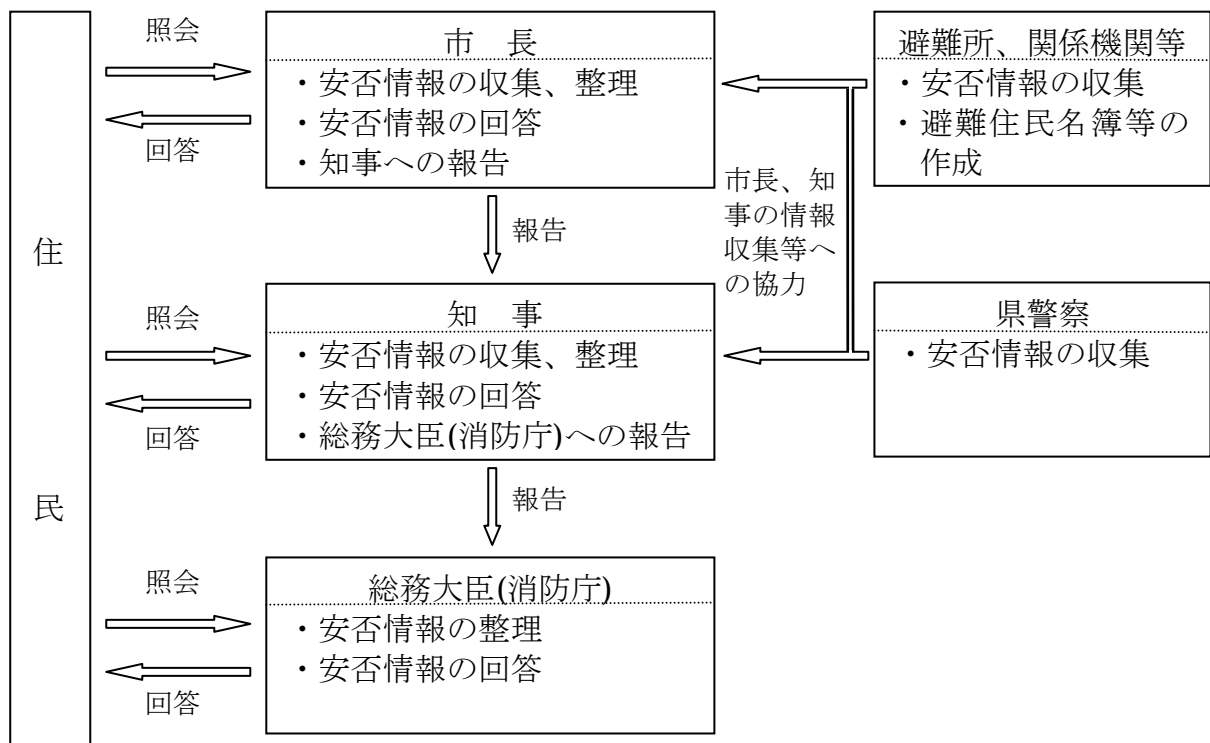 住
民
照会
回答
市　長
・安否情報の収集、整理
・安否情報の回答
・知事への報告
避難所、関係機関等
・安否情報の収集
・避難住民名簿等の
作成
報告
市長、知
事の情報
収集等へ
の協力
照会
回答
知　事
・安否情報の収集、整理
・安否情報の回答
・総務大臣(消防庁)への報告
県警察
・安否情報の収集
報告
照会
回答
総務大臣(消防庁)
・安否情報の整理
・安否情報の回答